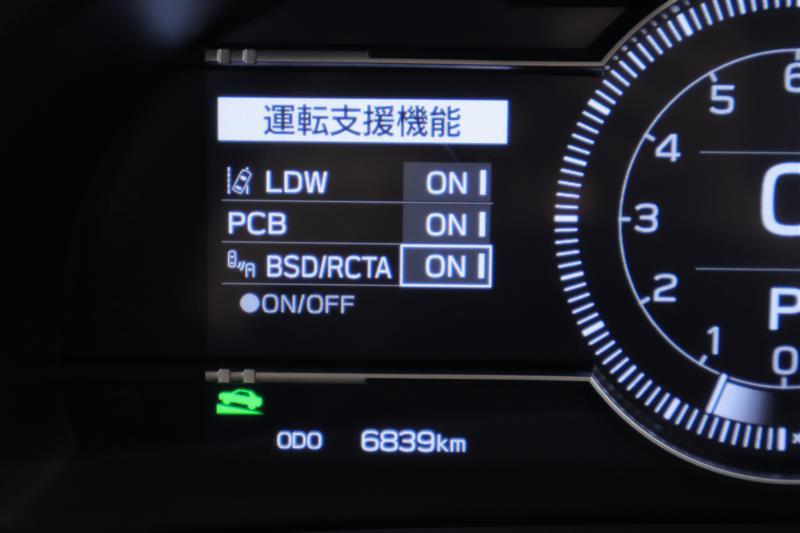 運転支援機能
LDW ON
PCB ON
BSD/RCTA ON
●ON/OFF
ODO 6839km
6
5
4
3
2
1
0
P